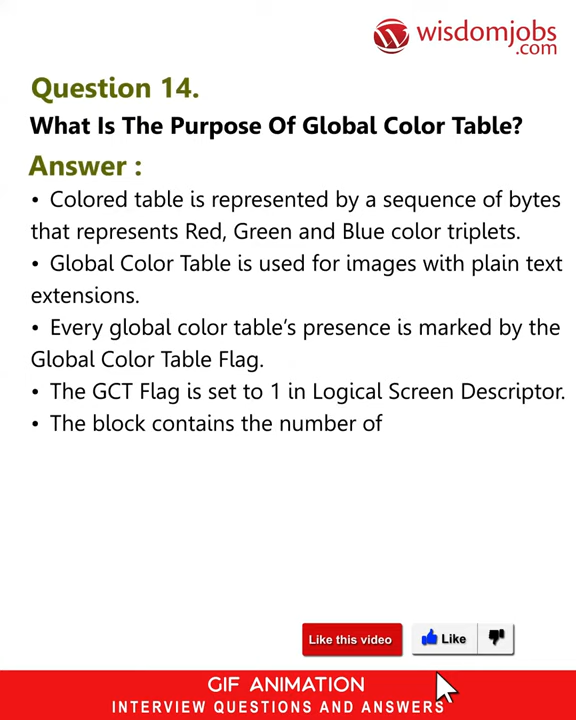 wisdomjobs
.com
Question 14.
What Is The Purpose Of Global Color Table?
Answer :
• Colored table is represented by a sequence of bytes
that represents Red, Green and Blue color triplets.
• Global Color Table is used for images with plain text
extensions.
• Every global color table's presence is marked by the
Global Color Table Flag.
• The GCT Flag is set to 1 in Logical Screen Descriptor.
• The block contains the number of
Like this video
Like
GIF ANIMATION
INTERVIEW QUESTIONS AND ANSWERS